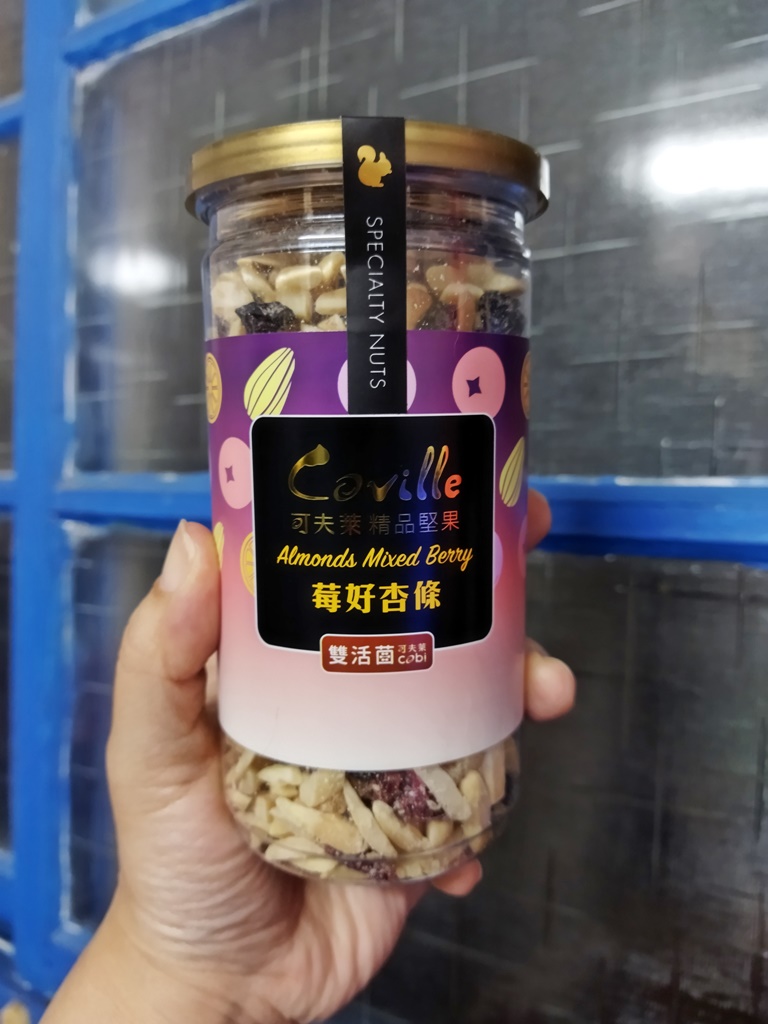 SPECIALTY NUTS
Coville
可夫萊精品堅果
Almonds Mixed Berry
莓好杏條
雙活菌 可夫萊
cobi